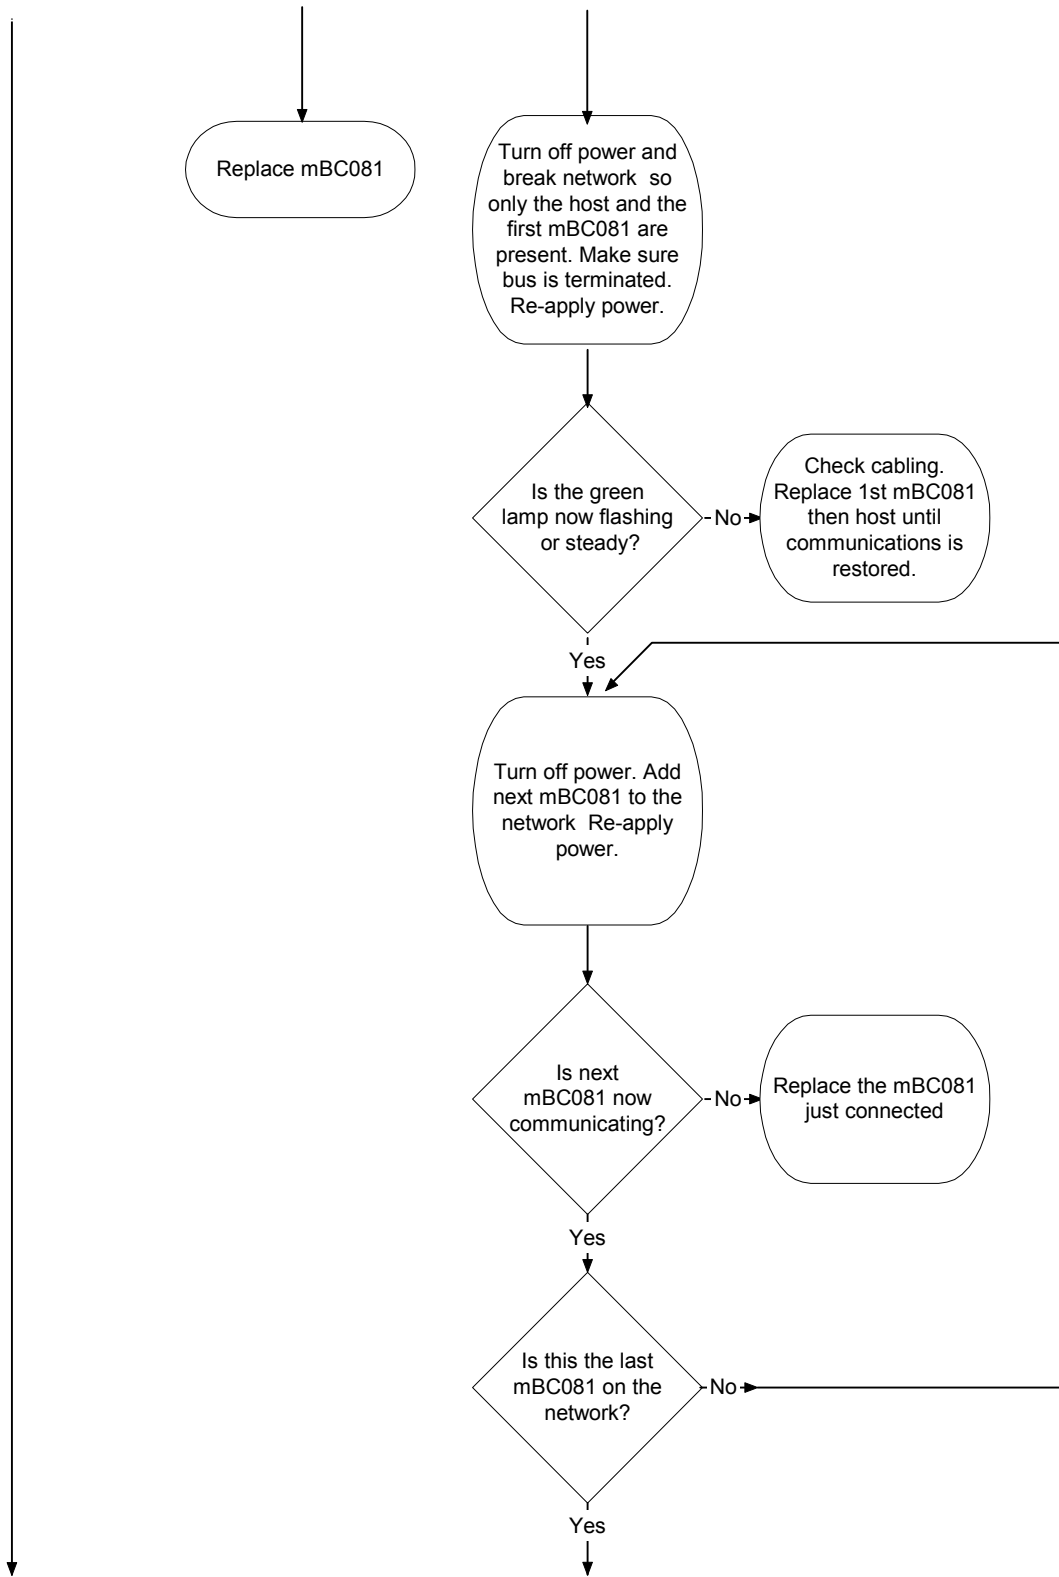 Replace mBC081
Turn off power and
break network  so
only the host and the
first mBC081 are
present. Make sure
bus is terminated.
Re-apply power.
Is the green
lamp now flashing
or steady?
No
Check cabling.
Replace 1st mBC081
then host until
communications is
restored.
Yes
Turn off power. Add
next mBC081 to the
network  Re-apply
power.
Is next
mBC081 now
communicating?
No
Replace the mBC081
just connected
Yes
Is this the last
mBC081 on the
network?
No
Yes